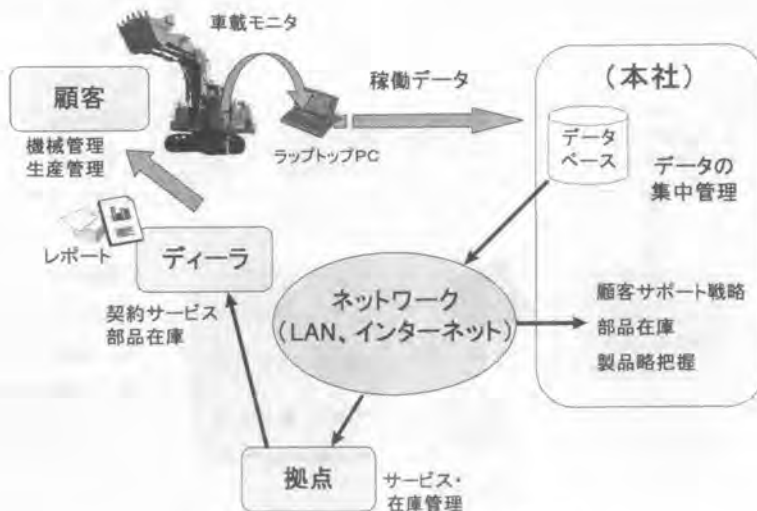 車載モニタ
顧客
機械管理
生産管理
ラップトップPC
稼働データ
(本社)
データ
ベース
データの
集中管理
レポート
ディーラ
契約サービス
部品在庫
ネットワーク
(LAN、インターネット)
顧客サポート戦略
部品在庫
製品略把握
拠点
サービス・
在庫管理